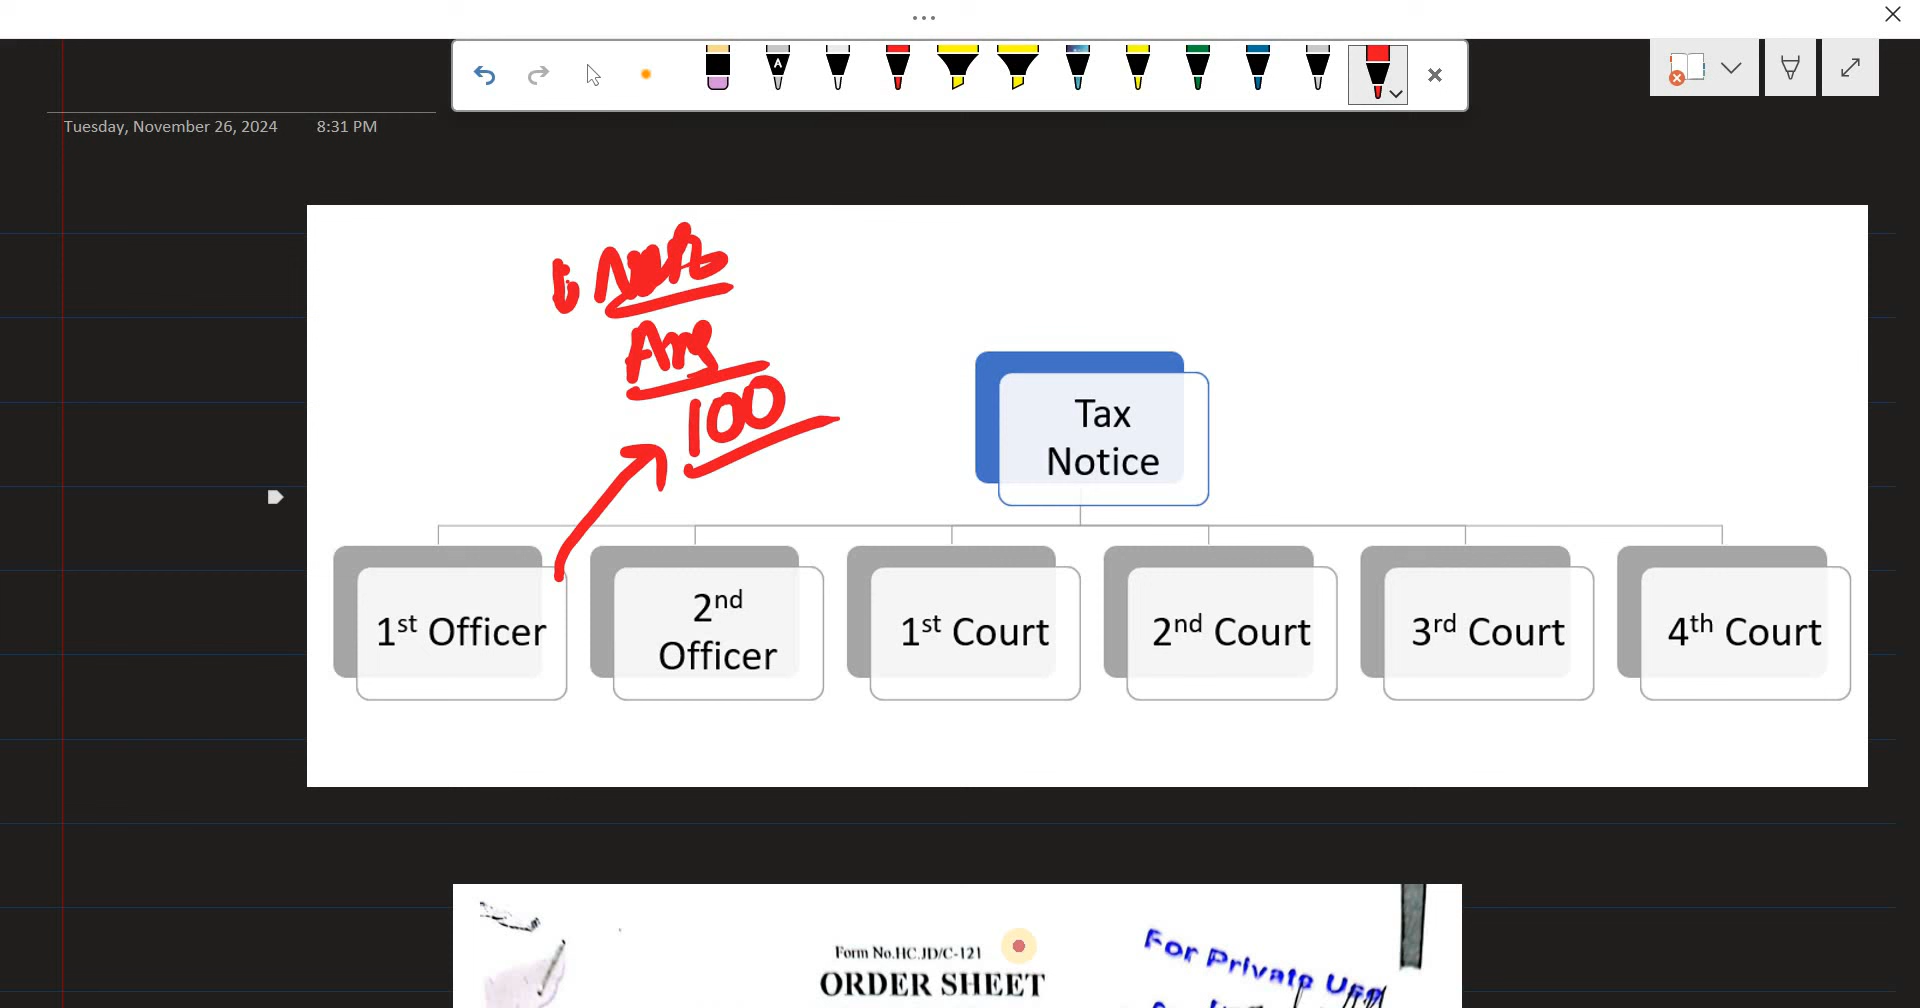 Tuesday, November 26, 2024 8:31 PM
100
Tax
Notice
1st Officer
2nd
Officer
1st Court
2nd Court
3rd Court
4th Court
Form No.HC.JD/C-121
ORDER SHEET
For Private Use